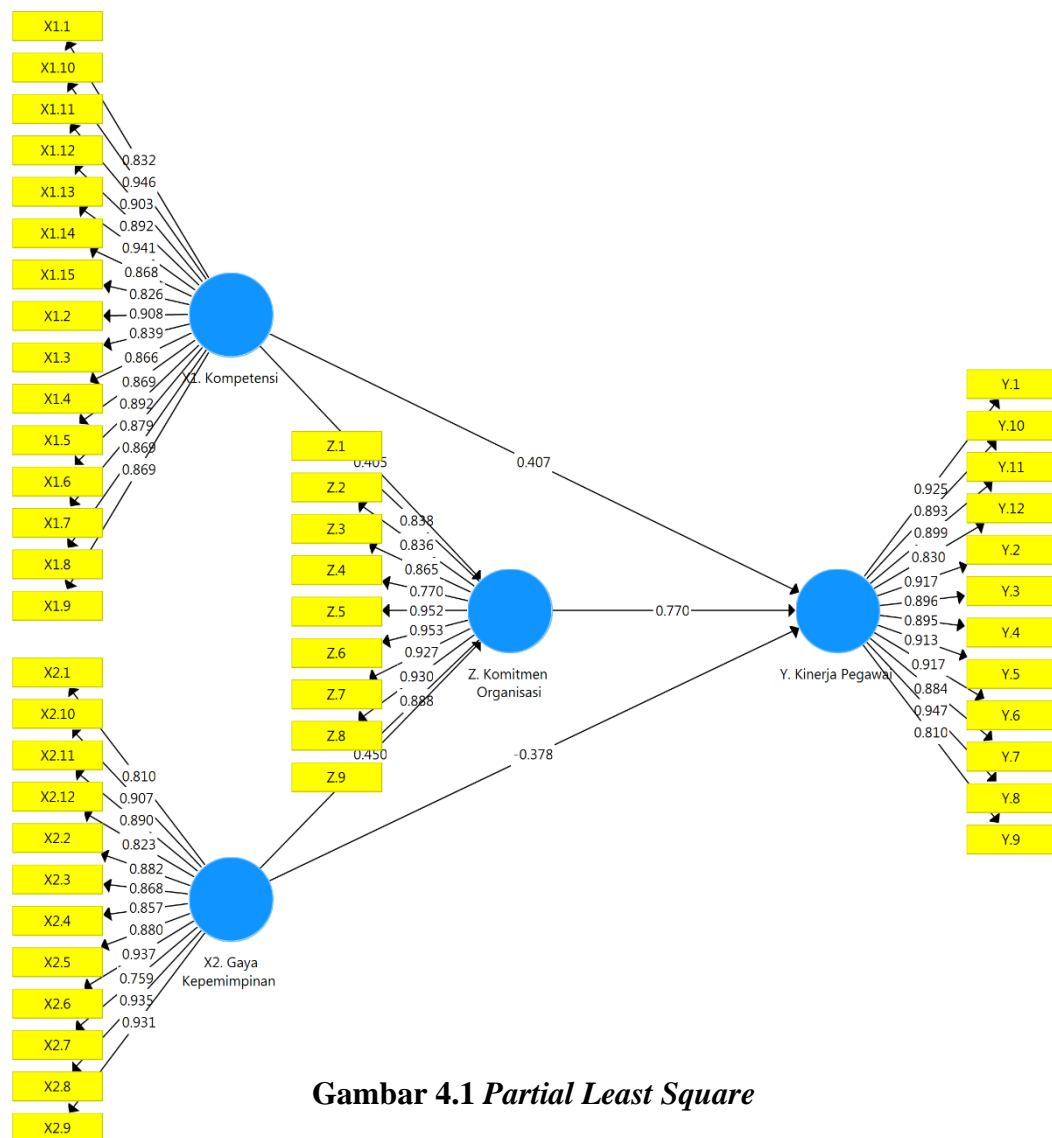 X1.1
X1.10
X1.11
X1.12
X1.13
X1.14
X1.15
X1.2
X1.3
X1.4
X1.5
X1.6
X1.7
X1.8
X1.9
0.832
0.946
0.903
0.892
0.941
0.868
0.826
0.908
0.839
0.866
0.869
0.892
0.879
0.869
0.869
X1. Kompetensi
0.405
0.407
Z.1
Z.2
Z.3
Z.4
Z.5
Z.6
Z.7
Z.8
Z.9
0.838
0.836
0.865
0.770
0.952
0.953
0.927
0.930
0.888
Z. Komitmen
Organisasi
0.770
0.450
-0.378
Y.1
Y.10
Y.11
Y.12
Y.2
Y.3
Y.4
Y.5
Y.6
Y.7
Y.8
Y.9
0.925
0.893
0.899
0.830
0.917
0.896
0.895
0.913
0.917
0.884
0.947
0.810
Y. Kinerja Pegawai
X2.1
X2.10
X2.11
X2.12
X2.2
X2.3
X2.4
X2.5
X2.6
X2.7
X2.8
X2.9
0.810
0.907
0.890
0.823
0.882
0.868
0.857
0.880
0.937
0.759
0.935
0.931
X2. Gaya
Kepemimpinan
Gambar 4.1 Partial Least Square